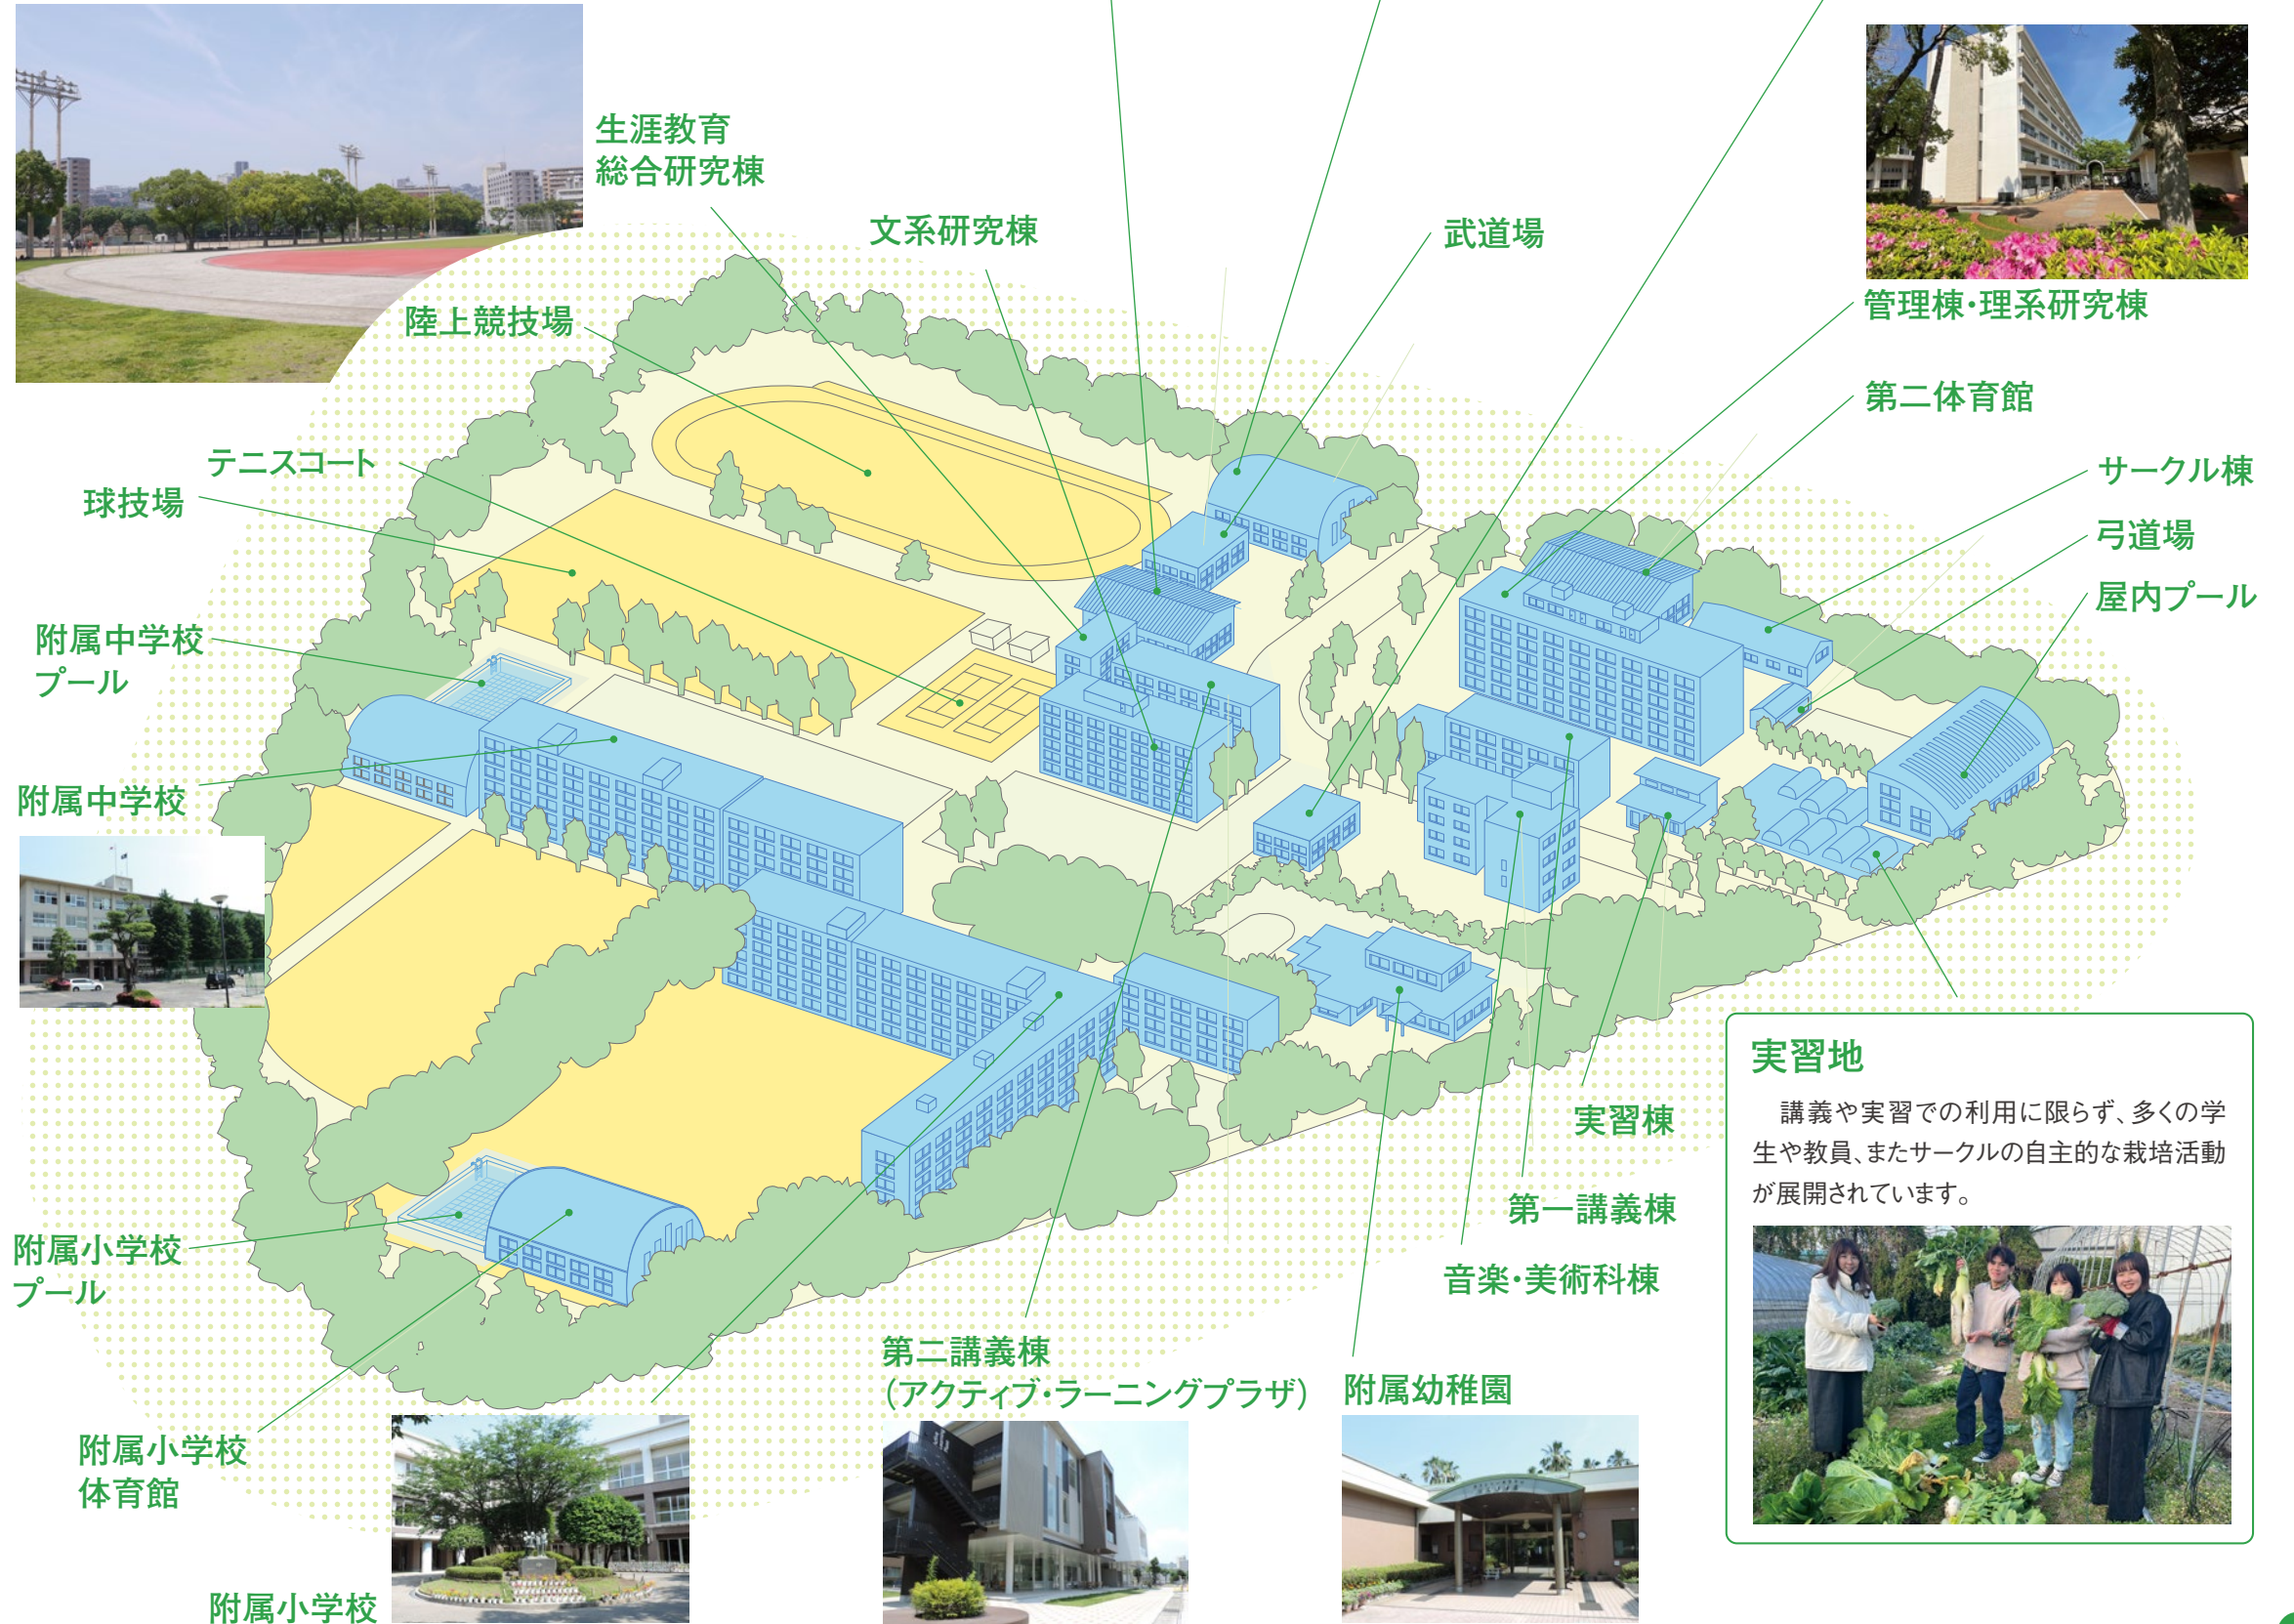 生涯教育
総合研究棟
文系研究棟
武道場
陸上競技場
管理棟・理系研究棟
第二体育館
テニスコート
球技場
サークル棟
弓道場
屋内プール
附属中学校
プール
附属中学校
実習地
講義や実習での利用に限らず、多くの学
生や教員、またサークルの自主的な栽培活動
が展開されています。
実習棟
第一講義棟
音楽・美術科棟
附属小学校
プール
第二講義棟
（アクティブ・ラーニングプラザ）
附属幼稚園
附属小学校
体育館
附属小学校